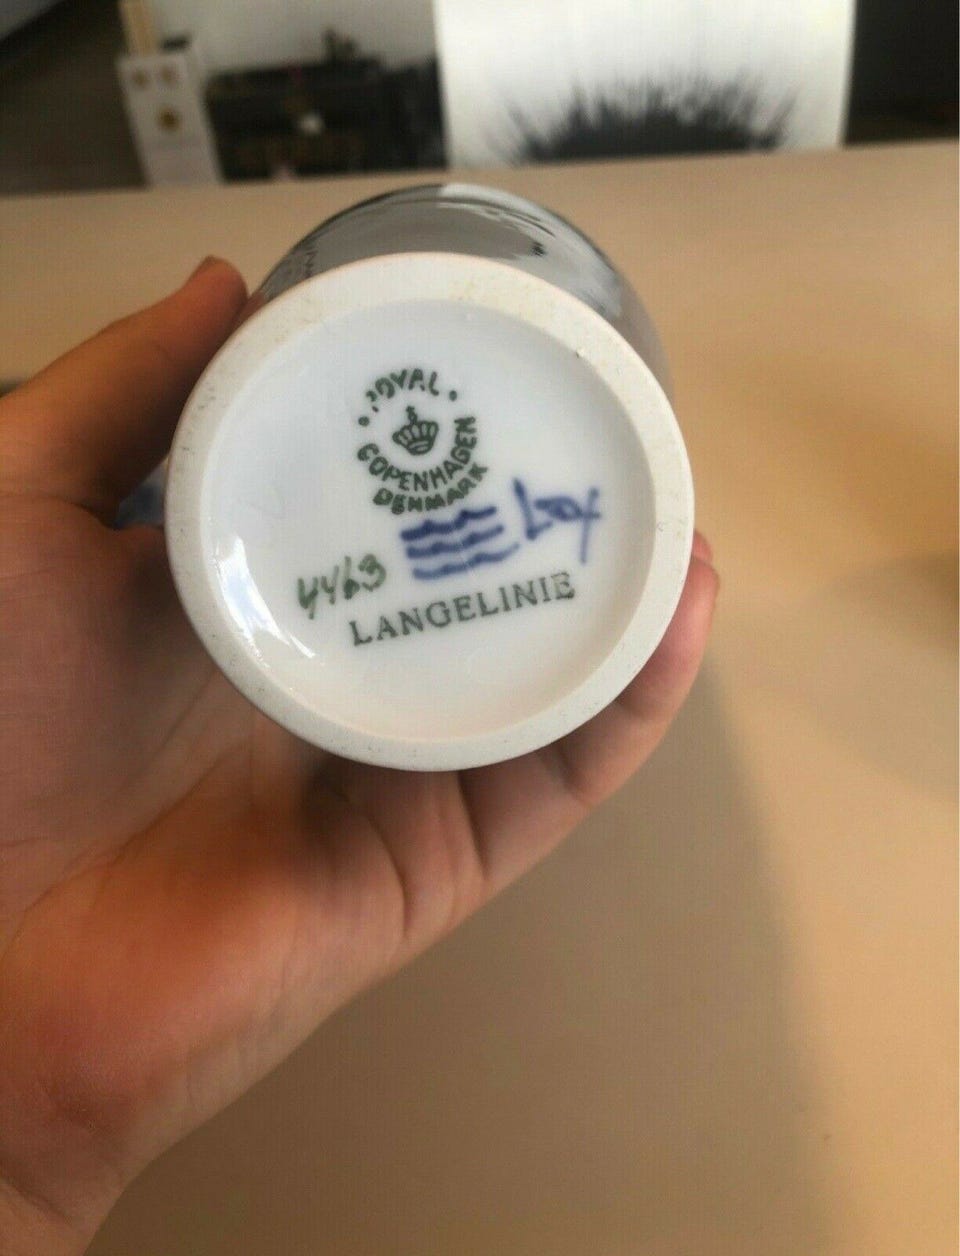 ROYAL
COPENHAGEN
DENMARK
4463
LANGELINIE